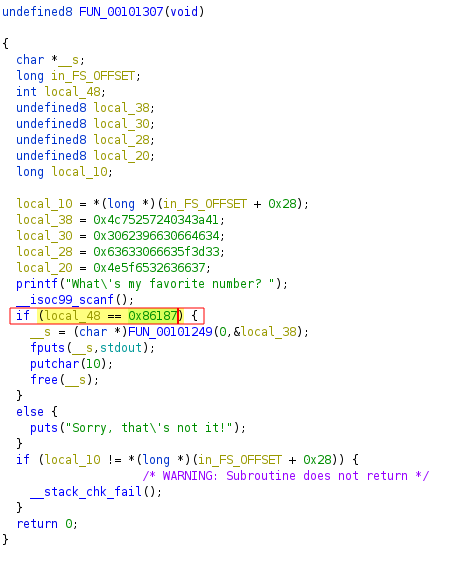 undefined8 FUN_00101307(void)
{
char *__s;
long in_FS_OFFSET;
int local_48;
undefined8 local_38;
undefined8 local_30;
undefined8 local_28;
undefined8 local_20;
long local_10;
local_10 = *(long *)(in_FS_OFFSET + 0x28);
local_38 = 0x4c75257240343a41;
local_30 = 0x3062396630664634;
local_28 = 0x63633066635f3d33;
local_20 = 0x4e5f6532636637;
printf("What\'s my favorite number? ");
__isoc99_scanf();
if (local_48 == 0x86187) {
__s = (char *)FUN_00101249(0,&local_38);
fputs(__s,stdout);
putchar(10);
free(__s);
}
else {
puts("Sorry, that\'s not it!");
}
if (local_10 != *(long *)(in_FS_OFFSET + 0x28)) {
/* WARNING: Subroutine does not return */
__stack_chk_fail();
}
return 0;
}